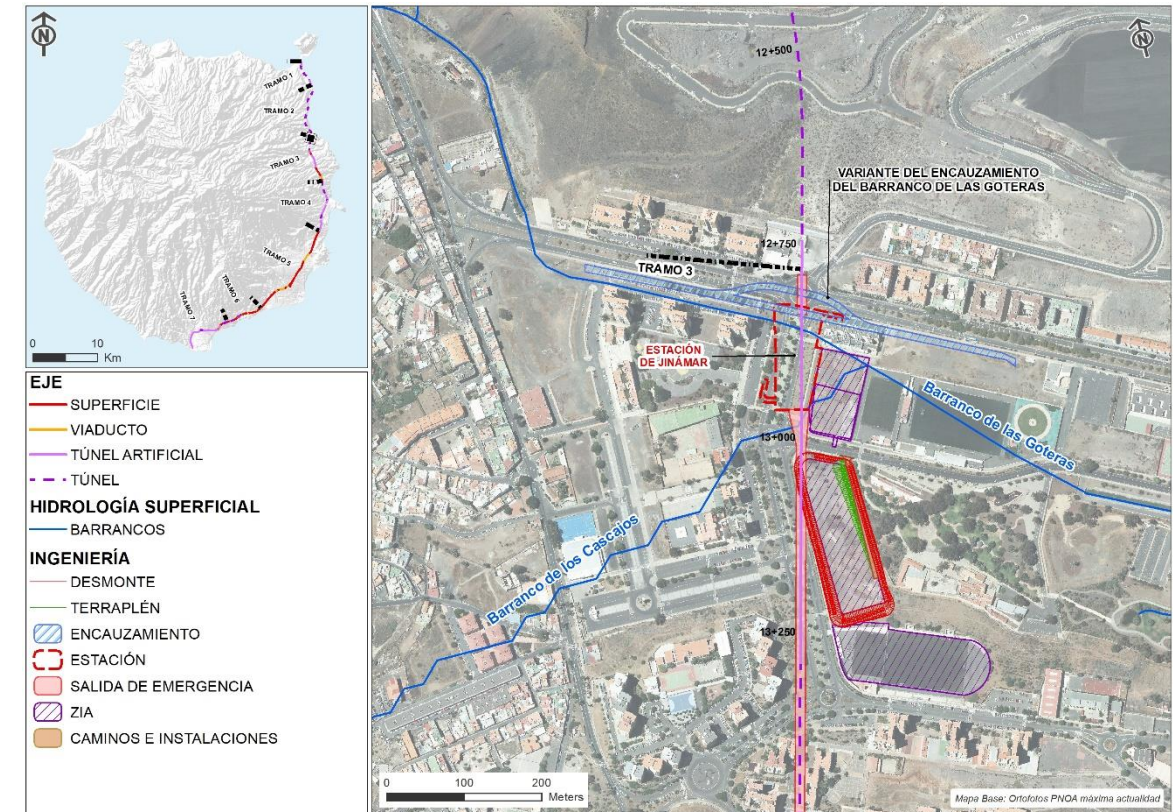 N
TRAMO 1
TRAMO 2
TRAMO 3
TRAMO 4
TRAMO 5
TRAMO 6
TRAMO 7
0 10
Km
EJE
SUPERFICIE
VIADUCTO
TÚNEL ARTIFICIAL
TÚNEL
HIDROLOGÍA SUPERFICIAL
BARRANCOS
INGENIERÍA
DESMONTE
TERRAPLÉN
ENCAUZAMIENTO
ESTACIÓN
SALIDA DE EMERGENCIA
ZIA
CAMINOS E INSTALACIONES
N
12+500
VARIANTE DEL ENCAUZAMIENTO
DEL BARRANCO DE LAS GOTERAS
12+750
TRAMO 3
ESTACIÓN
DE JINÁMAR
Barranco de las Goteras
13+000
Barranco de los Cascajos
13+250
0 100 200
Meters
Mapa Base: Ortofotos PNOA máxima actualidad